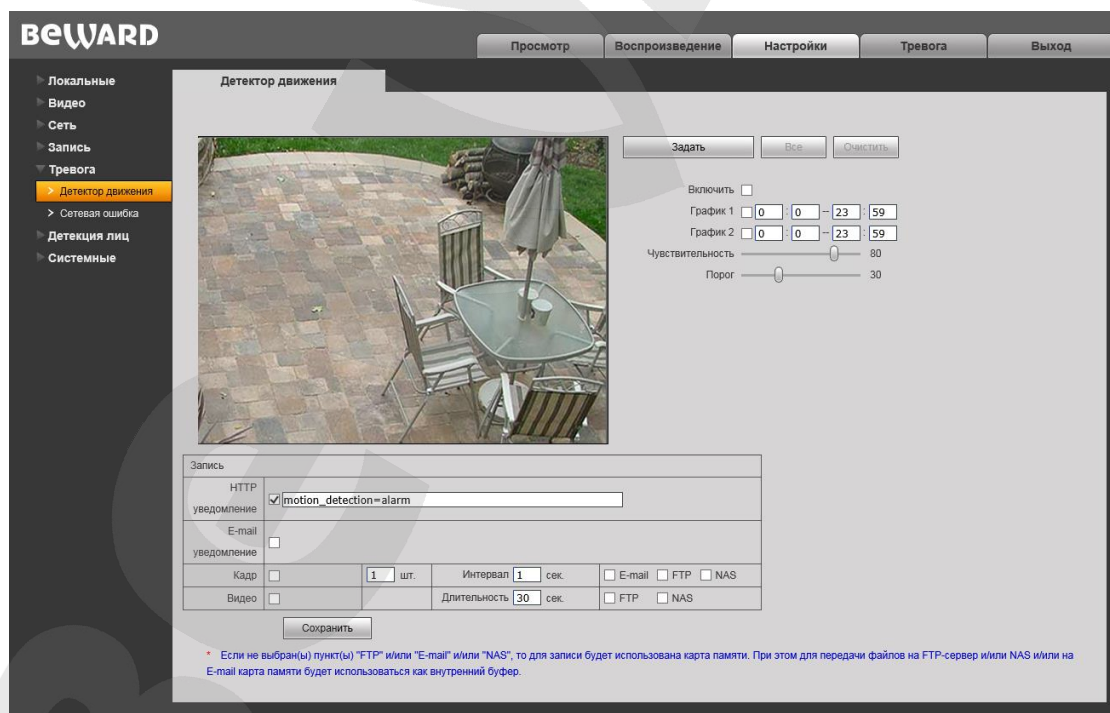 BEWARD
Просмотр Воспроизведение Настройки Тревога Выход
Локальные
Видео
Сеть
Запись
Тревога
Детектор движения
Сетевая ошибка
Детекция лиц
Системные
Детектор движения
Задать Все Очистить
Включить
График 1 0 : 0 -- 23 : 59
График 2 0 : 0 -- 23 : 59
Чувствительность 80
Порог 30
Запись
HTTP уведомление motion_detection=alarm
E-mail уведомление
Кадр 1 шт. Интервал 1 сек. E-mail FTP NAS
Видео Длительность 30 сек. FTP NAS
Сохранить
* Если не выбран(ы) пункт(ы) "FTP" и/или "E-mail" и/или "NAS", то для записи будет использована карта памяти. При этом для передачи файлов на FTP-сервер и/или NAS и/или на
E-mail карта памяти будет использоваться как внутренний буфер.